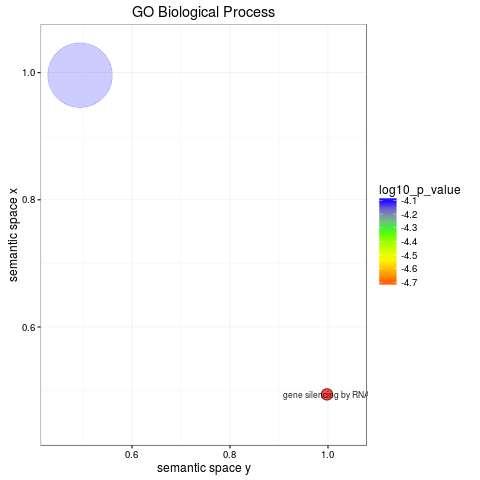 GO Biological Process
semantic space x
1.0
0.8
0.6
0.6 0.8 1.0
semantic space y
gene silencing by RNA
log10_p_value
-4.1
-4.2
-4.3
-4.4
-4.5
-4.6
-4.7